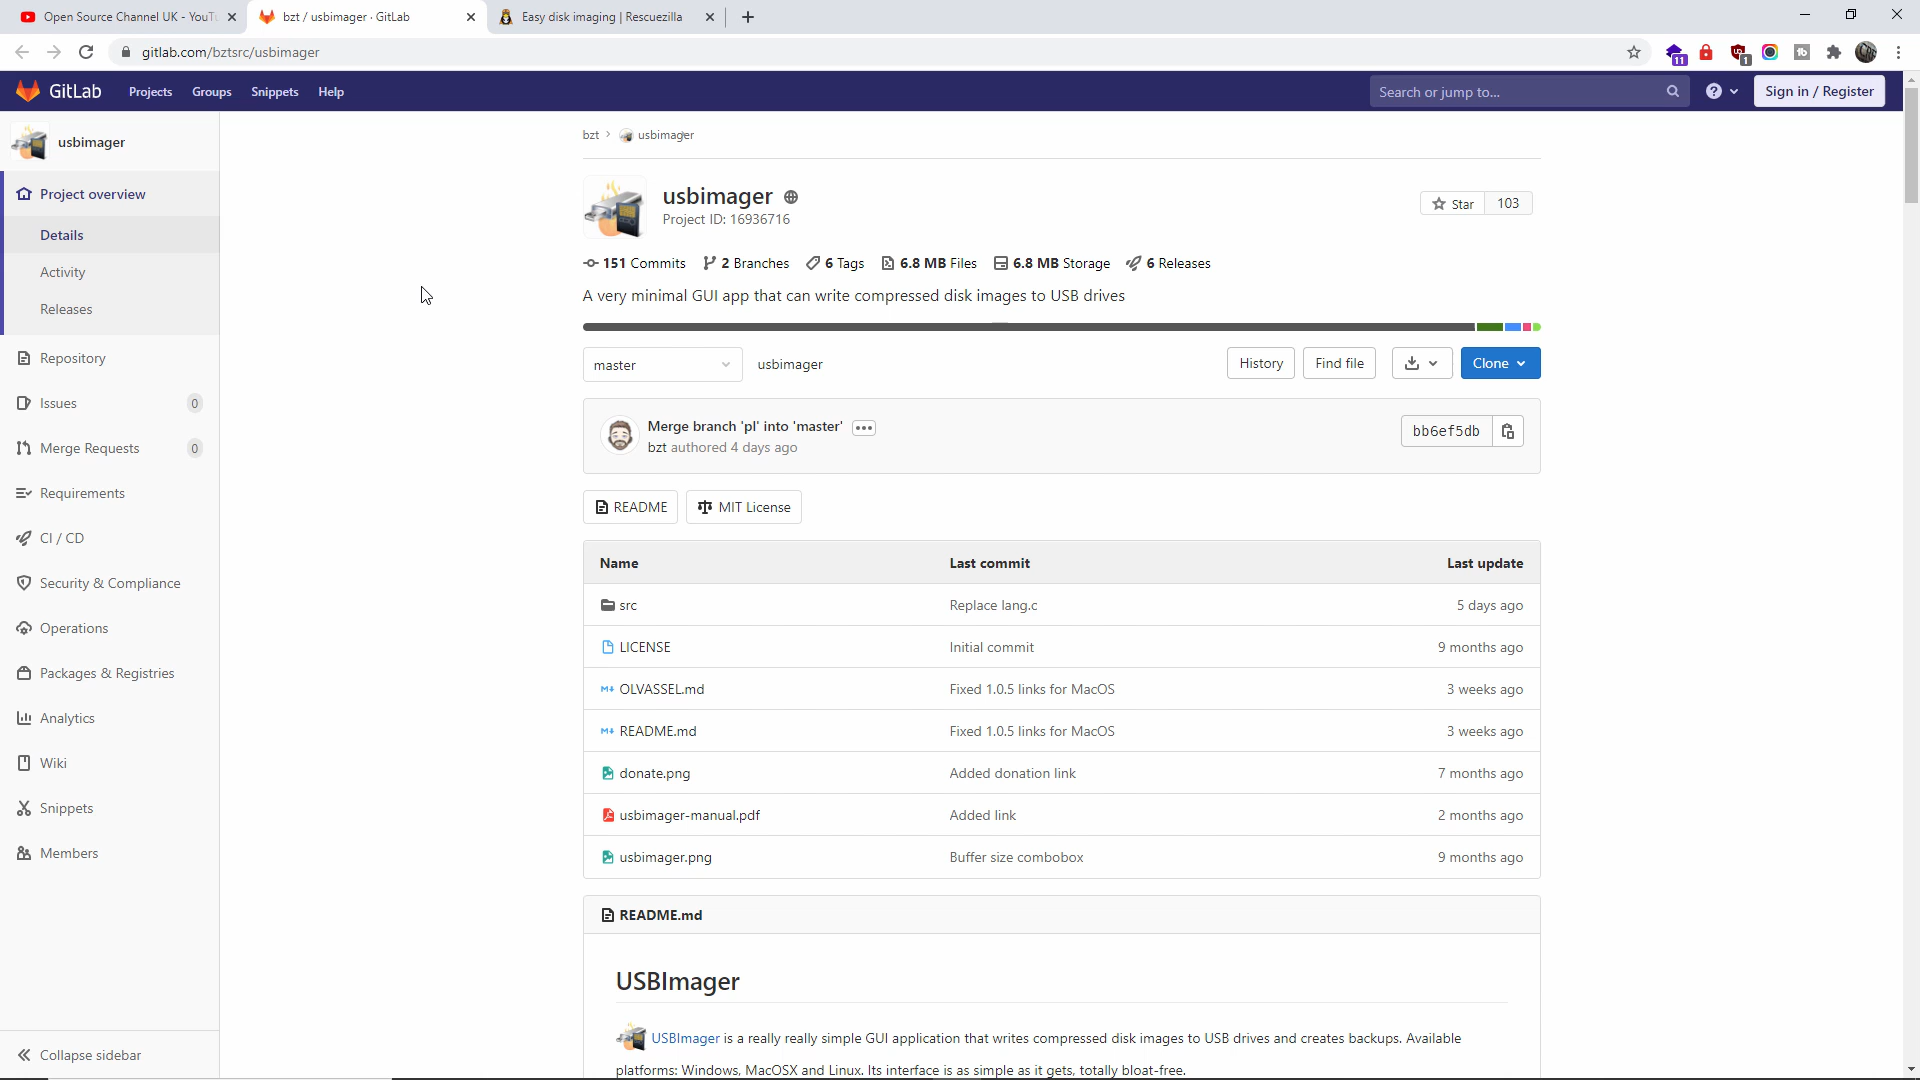 Open Source Channel UK - YouTu
bzt / usbimager · GitLab
Easy disk imaging | Rescuezilla
gitlab.com/bztsrc/usbimager
11
1
GitLab
Projects
Groups
Snippets
Help
Search or jump to...
Sign in / Register
usbimager
Project overview
Details
Activity
Releases
Repository
Issues 0
Merge Requests 0
Requirements
CI / CD
Security & Compliance
Operations
Packages & Registries
Analytics
Wiki
Snippets
Members
Collapse sidebar
bzt > usbimager
usbimager
Project ID: 16936716
Star 103
151 Commits 2 Branches 6 Tags 6.8 MB Files 6.8 MB Storage 6 Releases
A very minimal GUI app that can write compressed disk images to USB drives
master usbimager History Find file Clone
Merge branch 'pl' into 'master'
bzt authored 4 days ago
bb6ef5db
README MIT License
Name Last commit Last update
src Replace lang.c 5 days ago
LICENSE Initial commit 9 months ago
OLVASSEL.md Fixed 1.0.5 links for MacOS 3 weeks ago
README.md Fixed 1.0.5 links for MacOS 3 weeks ago
donate.png Added donation link 7 months ago
usbimager-manual.pdf Added link 2 months ago
usbimager.png Buffer size combobox 9 months ago
README.md
USBImager
USBImager is a really really simple GUI application that writes compressed disk images to USB drives and creates backups. Available
platforms: Windows, MacOSX and Linux. Its interface is as simple as it gets, totally bloat-free.